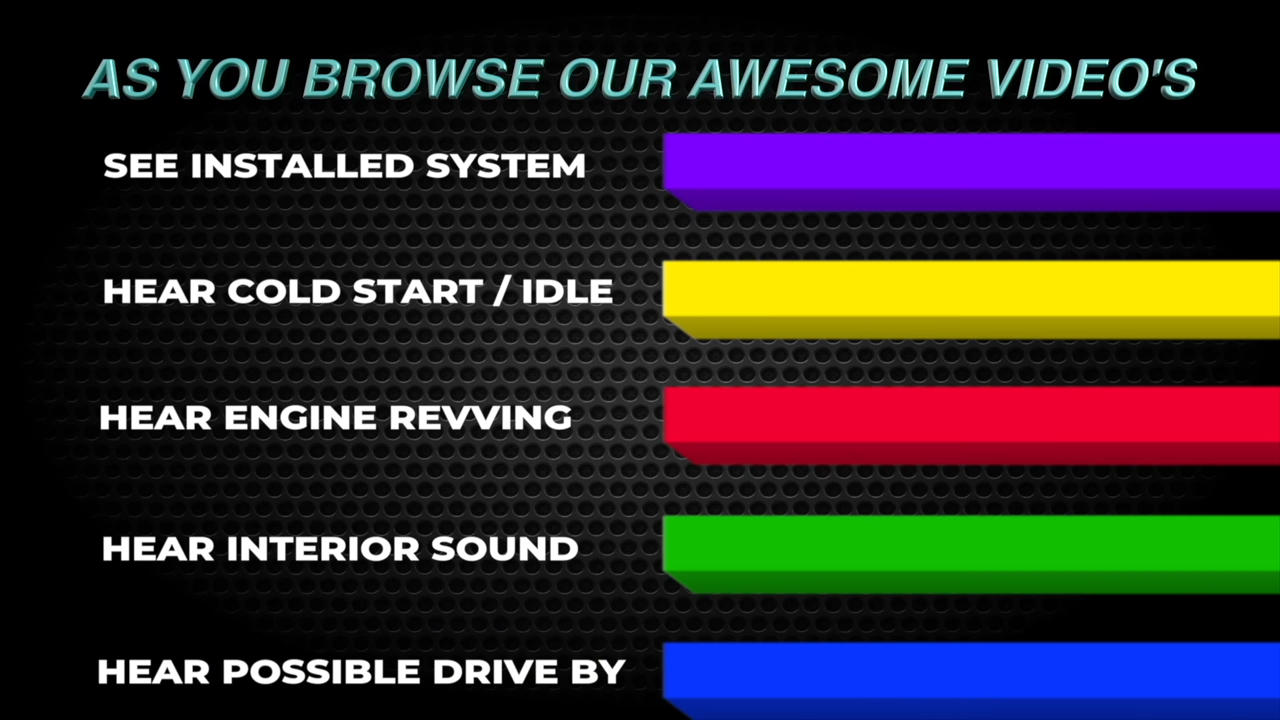 AS YOU BROWSE OUR AWESOME VIDEO'S
SEE INSTALLED SYSTEM
HEAR COLD START / IDLE
HEAR ENGINE REVVING
HEAR INTERIOR SOUND
HEAR POSSIBLE DRIVE BY